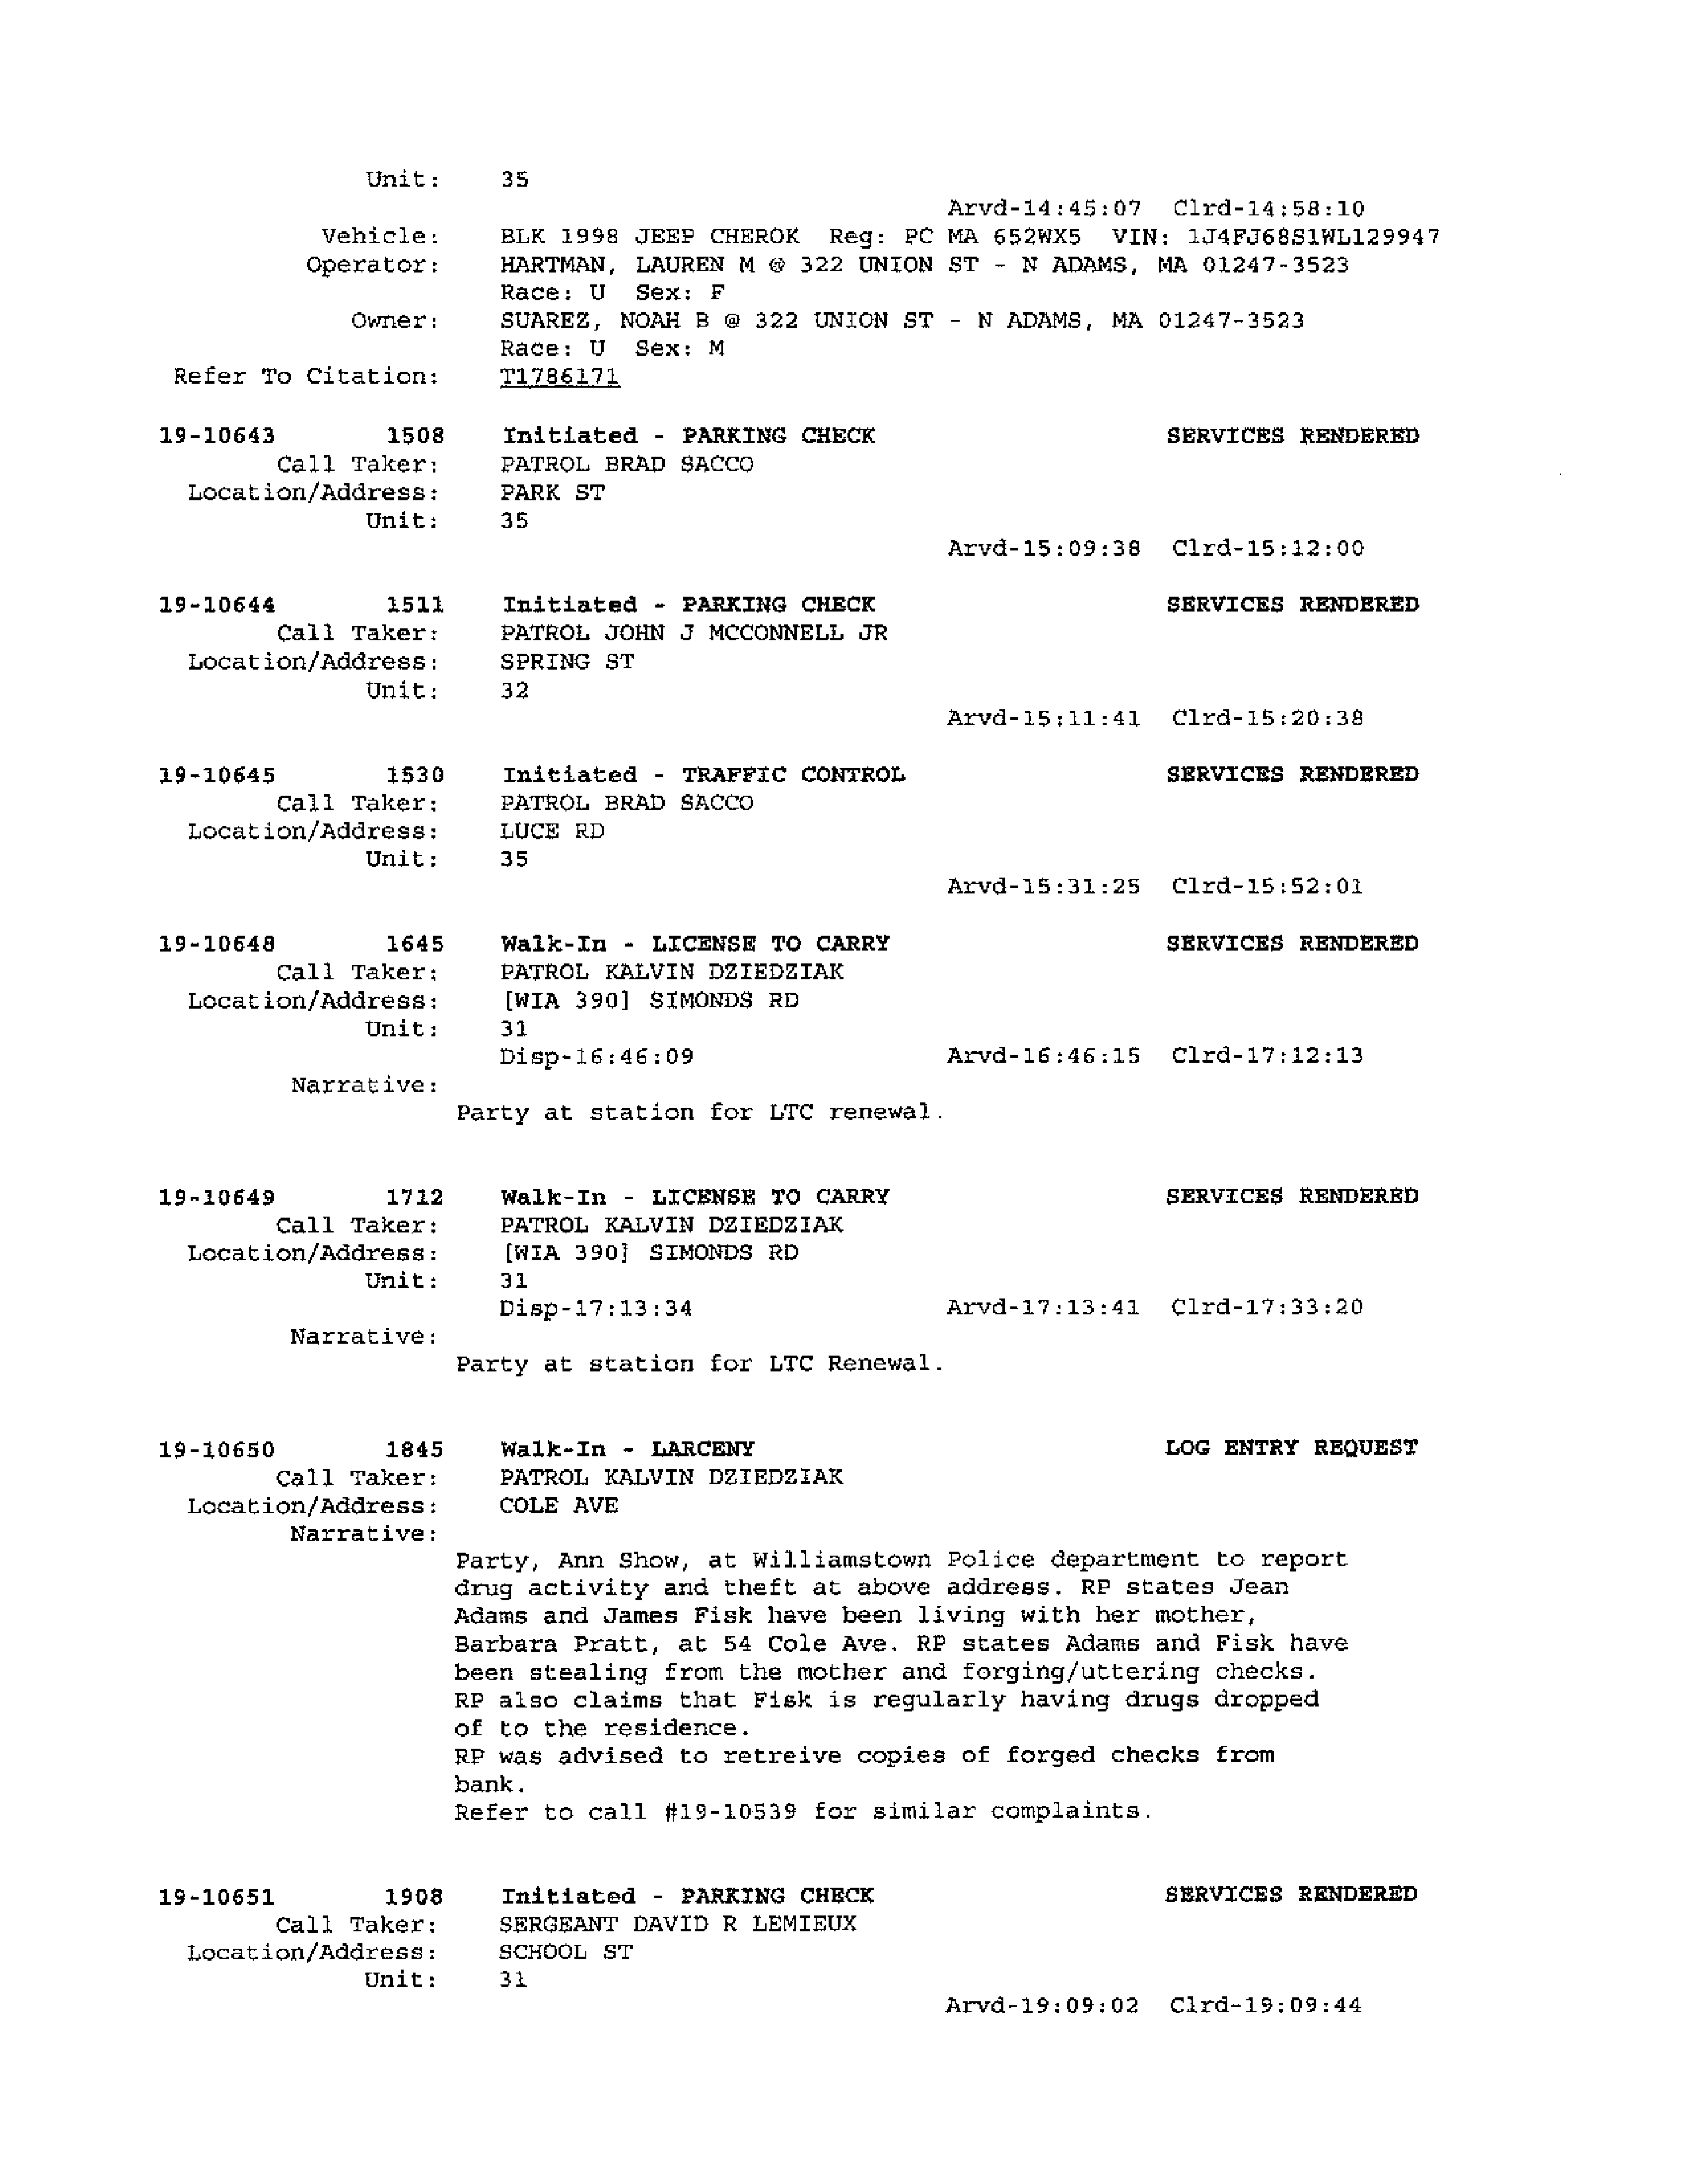 Unit: 35
Arvd-14:45:07 Clrd-14:58:10
Vehicle: BLK 1998 JEEP CHEROK Reg: PC MA 652WX5 VIN: 1J4FJ68S1WL129947
Operator: HARTMAN, LAUREN M @ 322 UNION ST - N ADAMS, MA 01247-3523
Race: U Sex: F
Owner: SUAREZ, NOAH B @ 322 UNION ST - N ADAMS, MA 01247-3523
Race: U Sex: M
Refer To Citation: T1786171
19-10643 1508 Initiated - PARKING CHECK SERVICES RENDERED
Call Taker: PATROL BRAD SACCO
Location/Address: PARK ST
Unit: 35
Arvd-15:09:38 Clrd-15:12:00
19-10644 1511 Initiated - PARKING CHECK SERVICES RENDERED
Call Taker: PATROL JOHN J MCCONNELL JR
Location/Address: SPRING ST
Unit: 32
Arvd-15:11:41 Clrd-15:20:38
19-10645 1530 Initiated - TRAFFIC CONTROL SERVICES RENDERED
Call Taker: PATROL BRAD SACCO
Location/Address: LUCE RD
Unit: 35
Arvd-15:31:25 Clrd-15:52:01
19-10648 1645 Walk-In - LICENSE TO CARRY SERVICES RENDERED
Call Taker: PATROL KALVIN DZIEDZIAK
Location/Address: [WIA 390] SIMONDS RD
Unit: 31
Disp-16:46:09 Arvd-16:46:15 Clrd-17:12:13
Narrative:
Party at station for LTC renewal.
19-10649 1712 Walk-In - LICENSE TO CARRY SERVICES RENDERED
Call Taker: PATROL KALVIN DZIEDZIAK
Location/Address: [WIA 390] SIMONDS RD
Unit: 31
Disp-17:13:34 Arvd-17:13:41 Clrd-17:33:20
Narrative:
Party at station for LTC Renewal.
19-10650 1845 Walk-In - LARCENY LOG ENTRY REQUEST
Call Taker: PATROL KALVIN DZIEDZIAK
Location/Address: COLE AVE
Narrative:
Party, Ann Show, at Williamstown Police department to report
drug activity and theft at above address. RP states Jean
Adams and James Fisk have been living with her mother,
Barbara Pratt, at 54 Cole Ave. RP states Adams and Fisk have
been stealing from the mother and forging/uttering checks.
RP also claims that Fisk is regularly having drugs dropped
of to the residence.
RP was advised to retreive copies of forged checks from
bank.
Refer to call #19-10539 for similar complaints.
19-10651 1908 Initiated - PARKING CHECK SERVICES RENDERED
Call Taker: SERGEANT DAVID R LEMIEUX
Location/Address: SCHOOL ST
Unit: 31
Arvd-19:09:02 Clrd-19:09:44